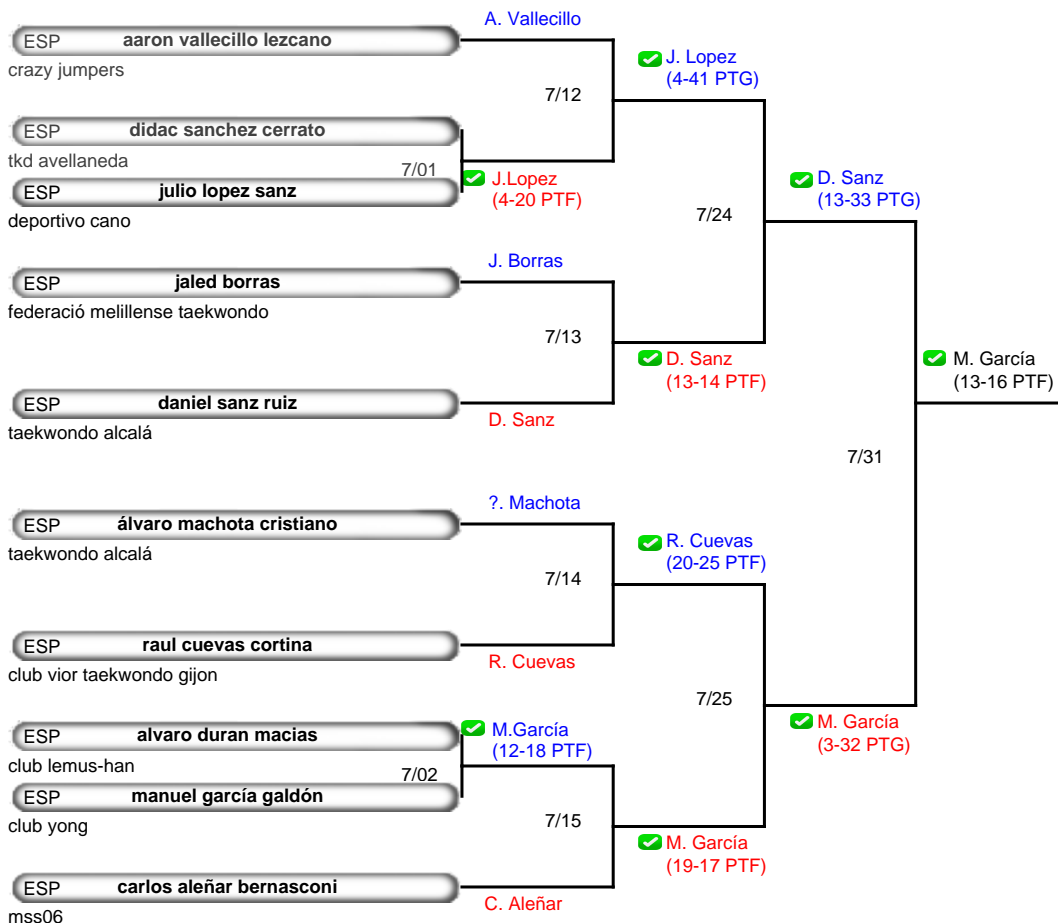 A. Vallecillo
ESP aaron vallecillo lezcano
crazy jumpers
J. Lopez
(4-41 PTG)
7/12
ESP didac sanchez cerrato
tkd avellaneda
7/01
J.Lopez
(4-20 PTF)
ESP julio lopez sanz
deportivo cano
D. Sanz
(13-33 PTG)
7/24
J. Borras
ESP jaled borras
federació melillense taekwondo
7/13
D. Sanz
(13-14 PTF)
M. García
(13-16 PTF)
ESP daniel sanz ruiz
taekwondo alcalá
D. Sanz
7/31
?. Machota
ESP álvaro machota cristiano
taekwondo alcalá
R. Cuevas
(20-25 PTF)
7/14
ESP raul cuevas cortina
club vior taekwondo gijon
R. Cuevas
7/25
ESP alvaro duran macias
club lemus-han
M.García
(12-18 PTF)
M. García
(3-32 PTG)
7/02
ESP manuel garcía galdón
club yong
7/15
M. García
(19-17 PTF)
ESP carlos aleñar bernasconi
mss06
C. Aleñar